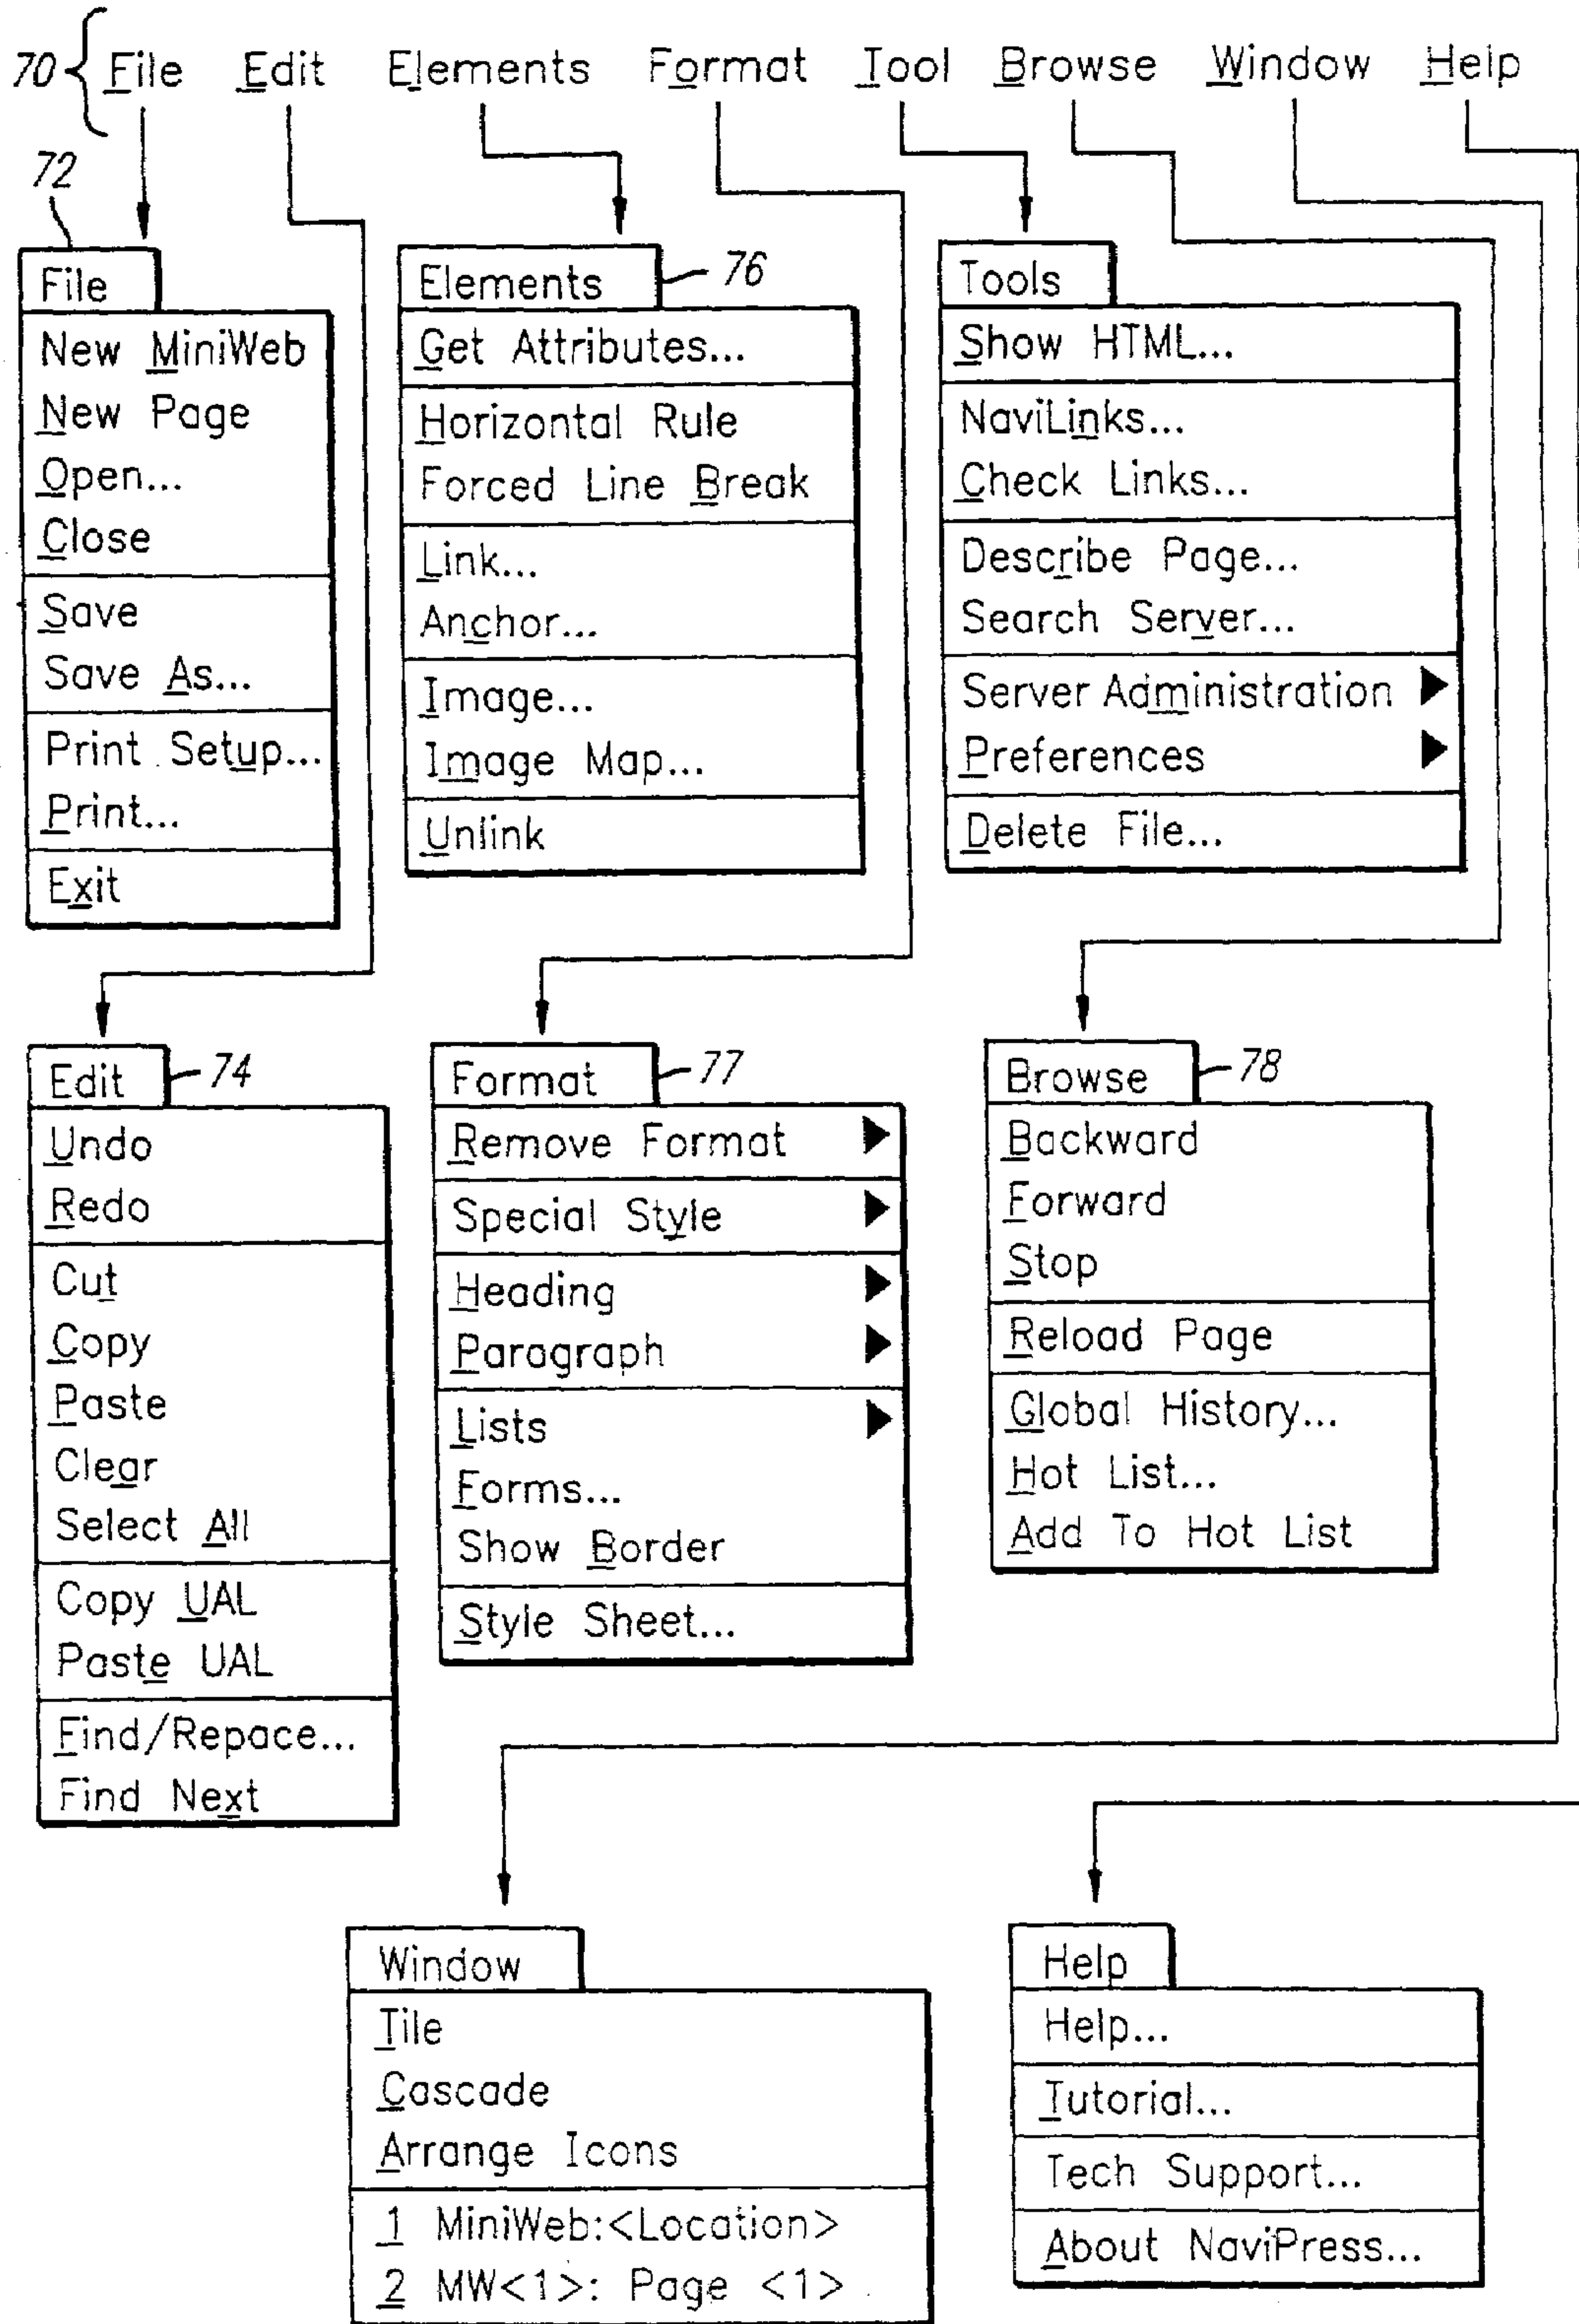 70 File Edit Elements Format Tool Browse Window Help
72
File
New MiniWeb
New Page
Open...
Close
Save
Save As...
Print Setup...
Print...
Exit
Elements 76
Get Attributes...
Horizontal Rule
Forced Line Break
Link...
Anchor...
Image...
Image Map...
Unlink
Tools
Show HTML...
NaviLinks...
Check Links...
Describe Page...
Search Server...
Server Administration
Preferences
Delete File...
Edit 74
Undo
Redo
Cut
Copy
Paste
Clear
Select All
Copy UAL
Paste UAL
Find/Repace...
Find Next
Format 77
Remove Format
Special Style
Heading
Paragraph
Lists
Forms...
Show Border
Style Sheet...
Browse 78
Backward
Forward
Stop
Reload Page
Global History...
Hot List...
Add To Hot List
Window
Tile
Cascade
Arrange Icons
1 MiniWeb:<Location>
2 MW<1>: Page <1>
Help
Help...
Tutorial...
Tech Support...
About NaviPress...